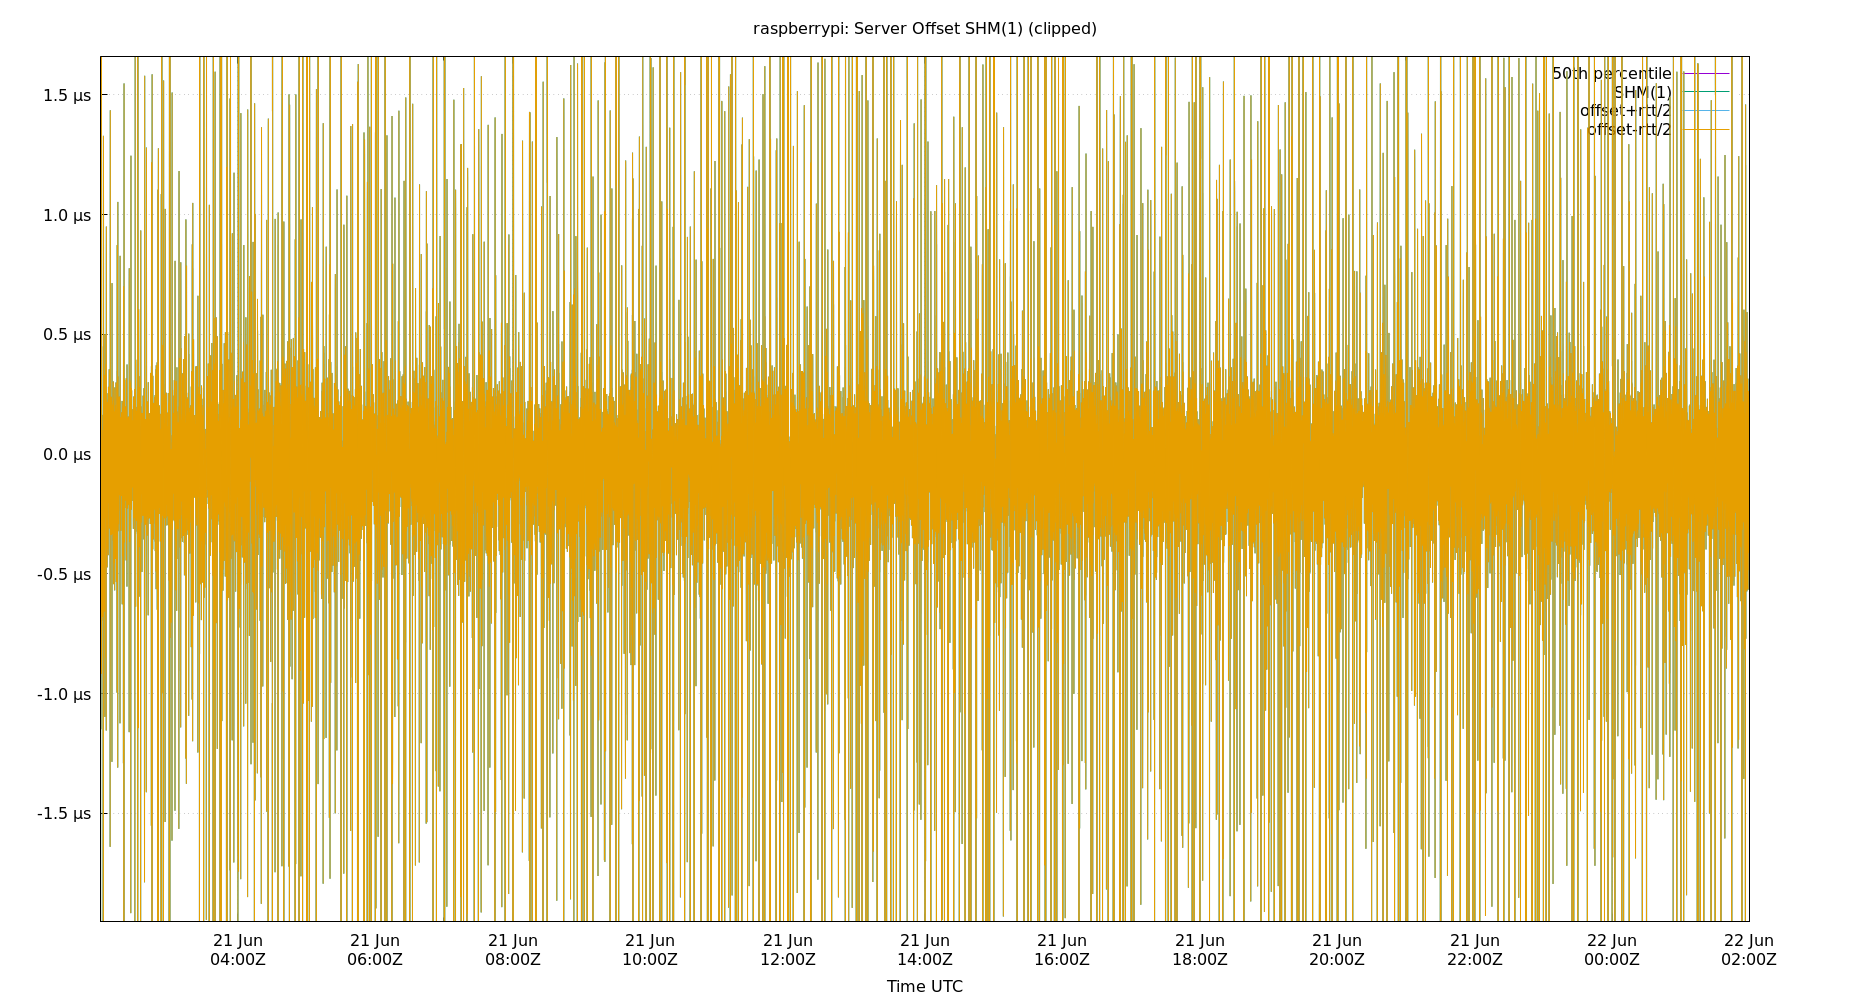 raspberrypi: Server Offset SHM(1) (clipped)
50th percentile
SHM(1)
offset+rtt/2
offset-rtt/2
1.5 µs
1.0 µs
0.5 µs
0.0 µs
-0.5 µs
-1.0 µs
-1.5 µs
21 Jun 21 Jun 21 Jun 21 Jun 21 Jun 21 Jun 21 Jun 21 Jun 21 Jun 21 Jun 22 Jun 22 Jun
04:00Z 06:00Z 08:00Z 10:00Z 12:00Z 14:00Z 16:00Z 18:00Z 20:00Z 22:00Z 00:00Z 02:00Z
Time UTC